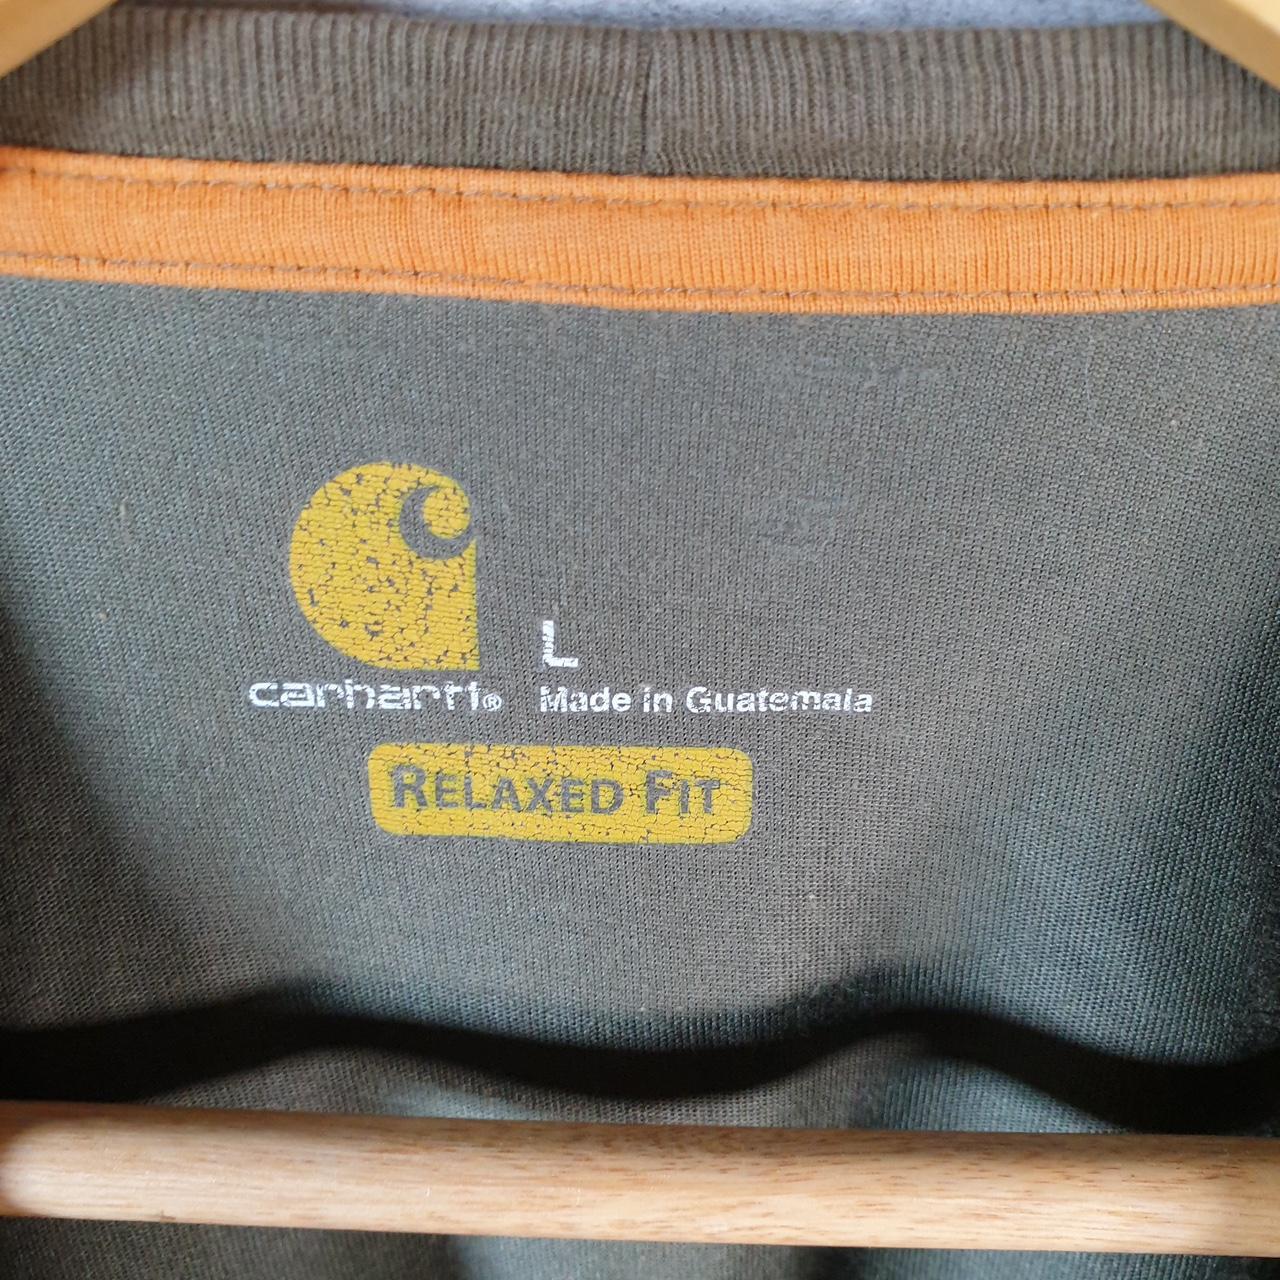 L
carhartt® Made in Guatemala
RELAXED FIT